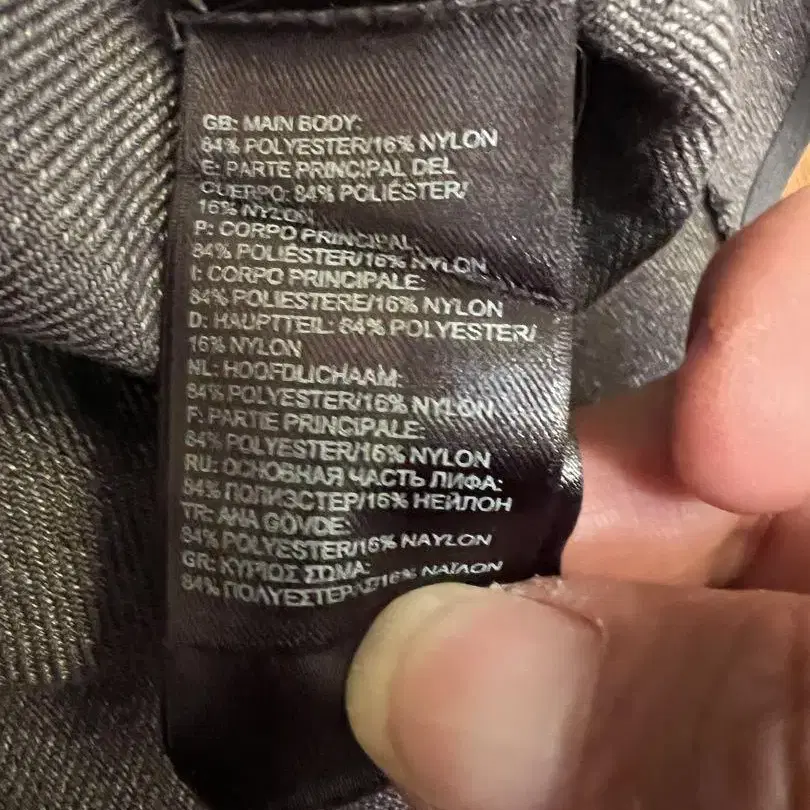 GB: MAIN BODY:
84% POLYESTER/16% NYLON
E: PARTE PRINCIPAL DEL
CUERPO: 84% POLIÉSTER/
16% NYLON
P: CORPO PRINCIPAL:
84% POLIÉSTER/16% NYLON
I: CORPO PRINCIPALE:
84% POLIESTERE/16% NYLON
D: HAUPTTEIL: 84% POLYESTER/
16% NYLON
NL: HOOFDLICHAAM:
84% POLYESTER/16% NYLON
F: PARTIE PRINCIPALE:
84% POLYESTER/16% NYLON
RU: ОСНОВНАЯ ЧАСТЬ ЛИФА:
84% ПОЛИЭСТЕР/16% НЕЙЛОН
TR: ANA GÖVDE:
84% POLYESTER/16% NAYLON
GR: ΚΥΡΙΩΣ ΣΩΜΑ:
84% ΠΟΛΥΕΣΤΕΡΑΣ/16% ΝΑΪΛΟΝ